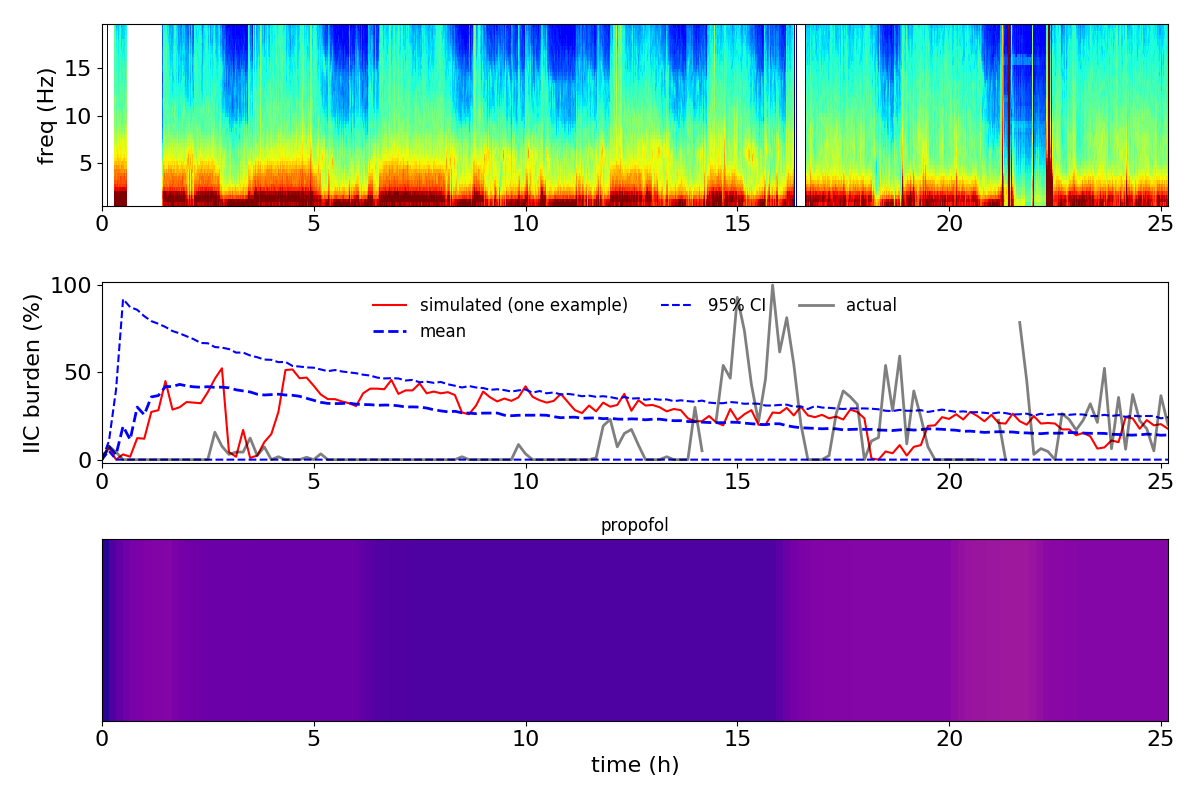 freq (Hz)
15
10
5
0 5 10 15 20 25
IIC burden (%)
100
50
0
simulated (one example) 95% CI actual
mean
0 5 10 15 20 25
propofol
0 5 10 15 20 25
time (h)